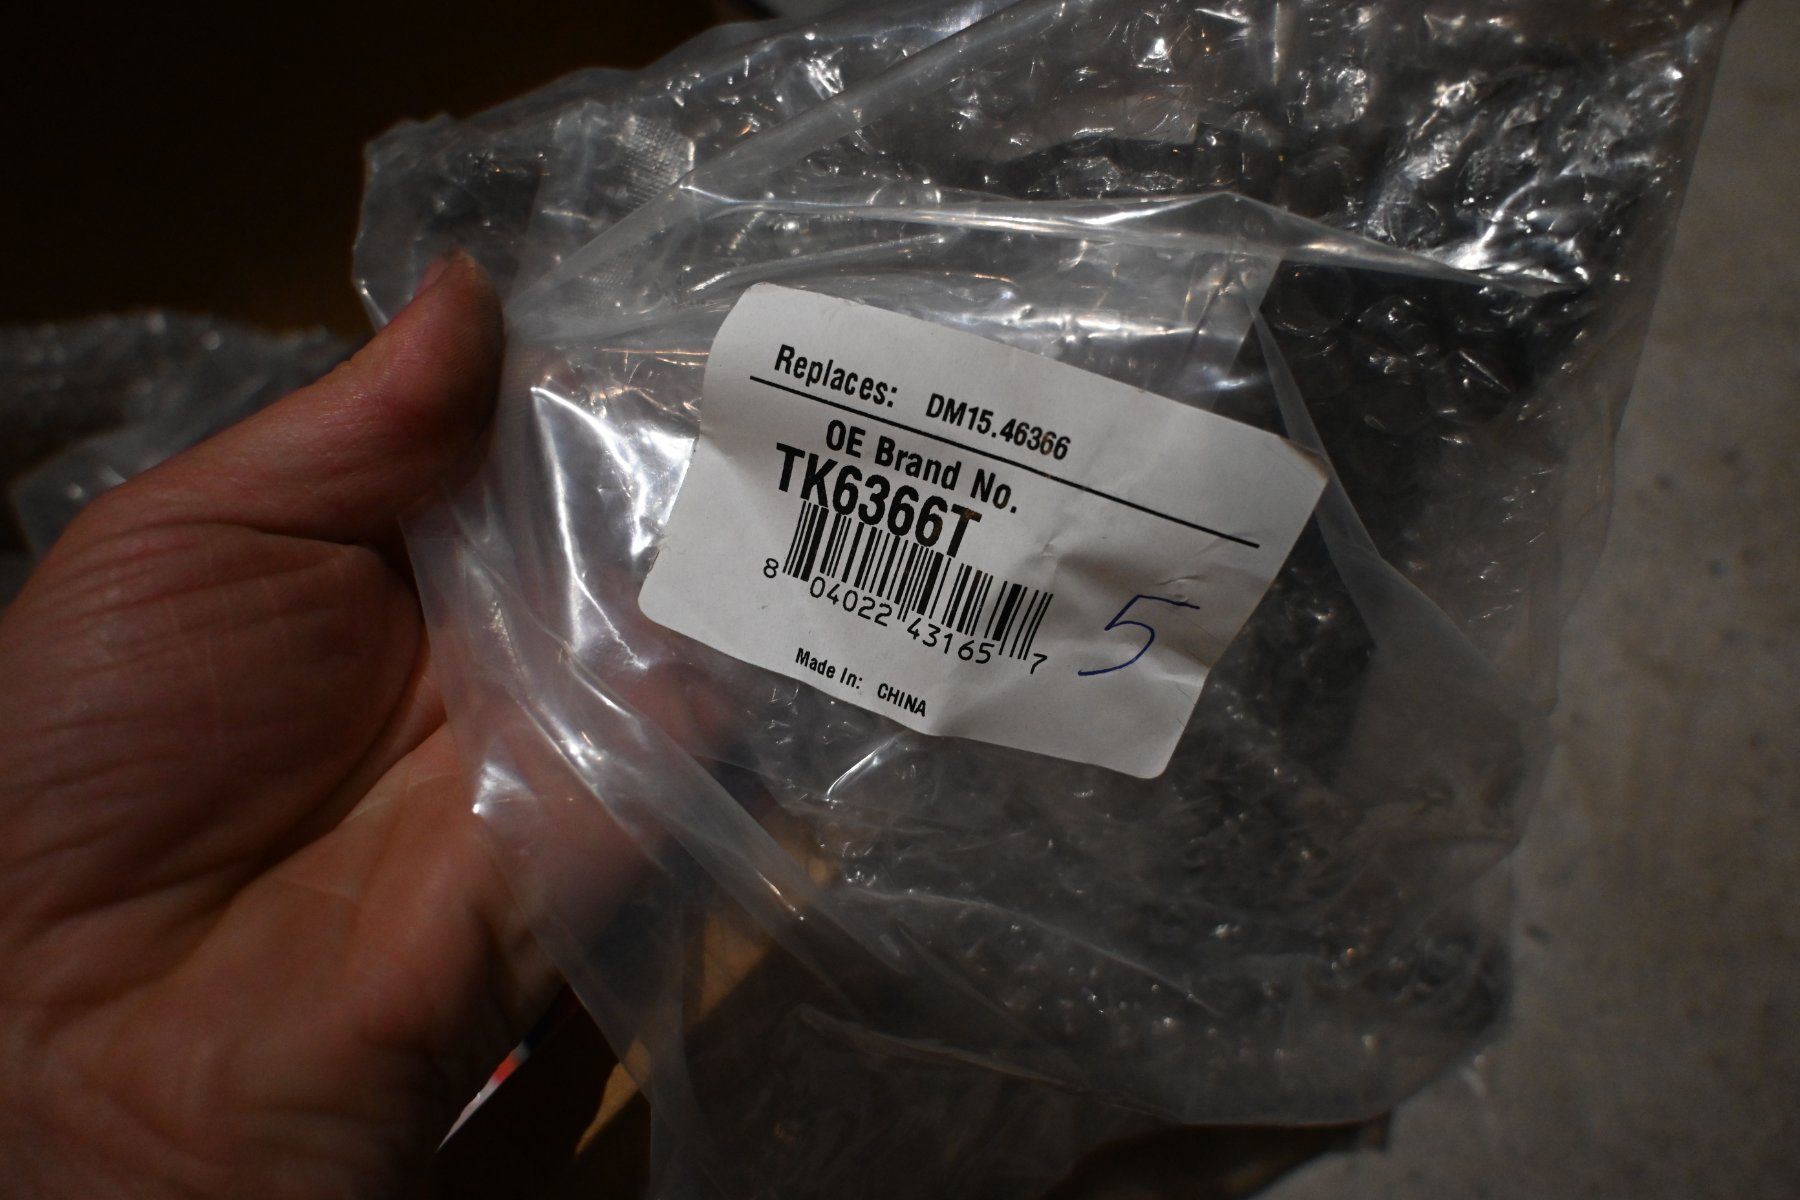 Replaces: DM15.46366
OE Brand No.
TK6366T
8 04022 43165 7
5
Made In: CHINA